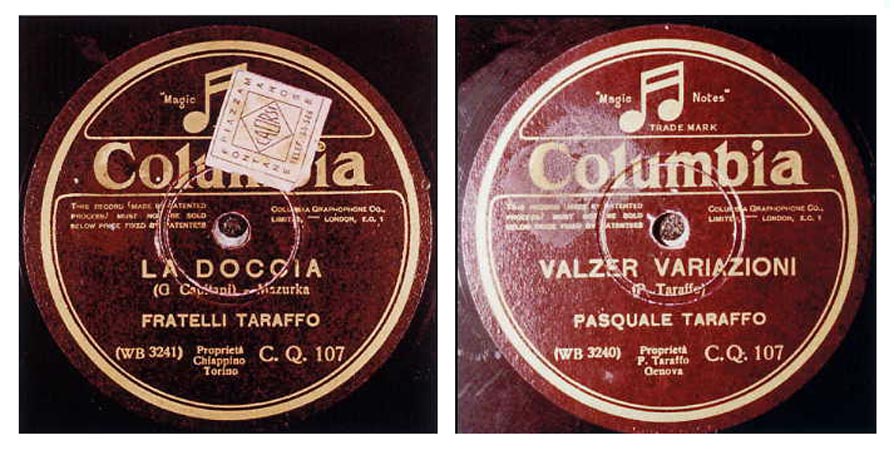 "Magic
Columbia
THIS RECORD (MADE BY PATENTED
PROCESS) MUST NOT BE SOLD
BELOW PRICE FIXED BY PATENTEES
COLUMBIA GRAPHOPHONE CO.,
LIMITED — LONDON, E.C. 1
LA DOCCIA
(G. Capitani) - Mazurka
FRATELLI TARAFFO
(WB 3241)
Proprietà
Chiappino
Torino
C. Q. 107
"Magic Notes"
TRADE MARK
Columbia
THIS RECORD (MADE BY PATENTED
PROCESS) MUST NOT BE SOLD
BELOW PRICE FIXED BY PATENTEES
COLUMBIA GRAPHOPHONE CO.,
LIMITED — LONDON, E.C. 1
VALZER VARIAZIONI
(P. Taraffo)
PASQUALE TARAFFO
(WB 3240)
Proprietà
P. Taraffo
Genova
C. Q. 107